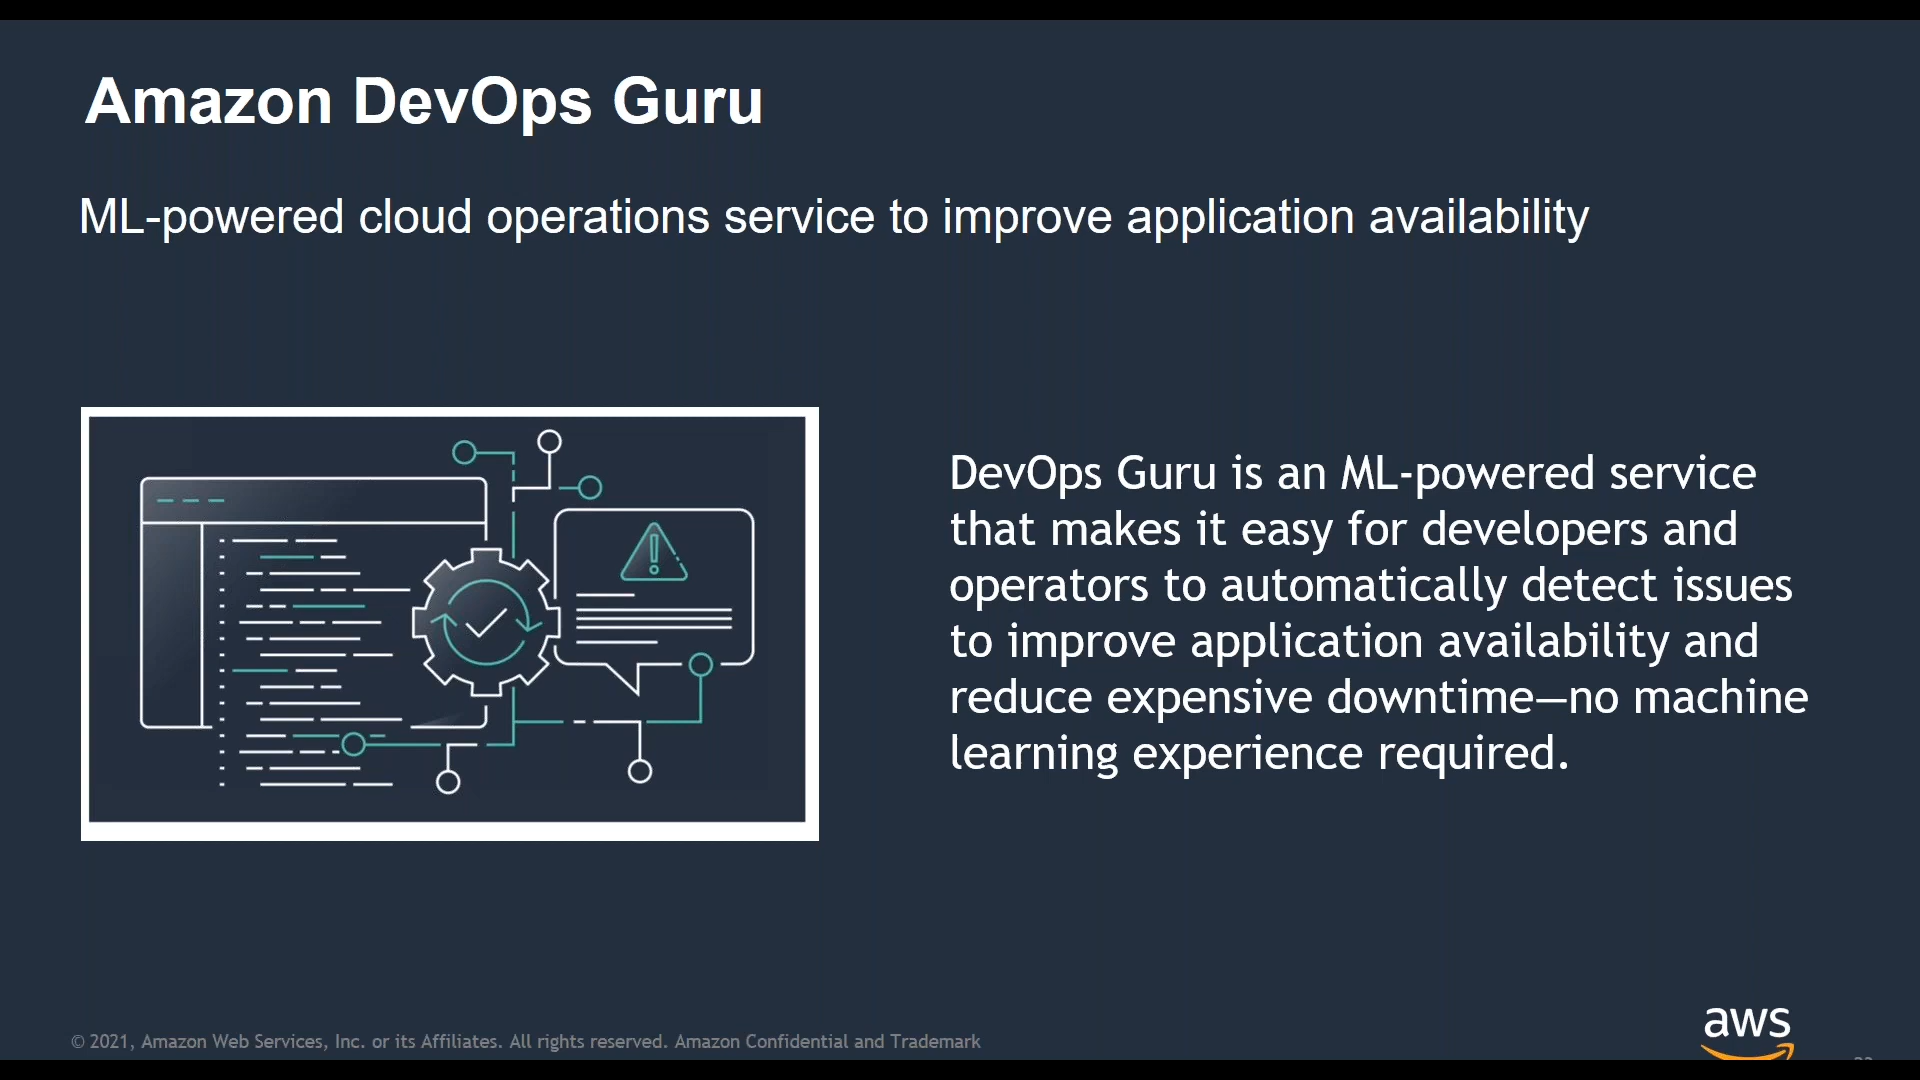 Amazon DevOps Guru
ML-powered cloud operations service to improve application availability
DevOps Guru is an ML-powered service
that makes it easy for developers and
operators to automatically detect issues
to improve application availability and
reduce expensive downtime—no machine
learning experience required.
© 2021, Amazon Web Services, Inc. or its Affiliates. All rights reserved. Amazon Confidential and Trademark
aws